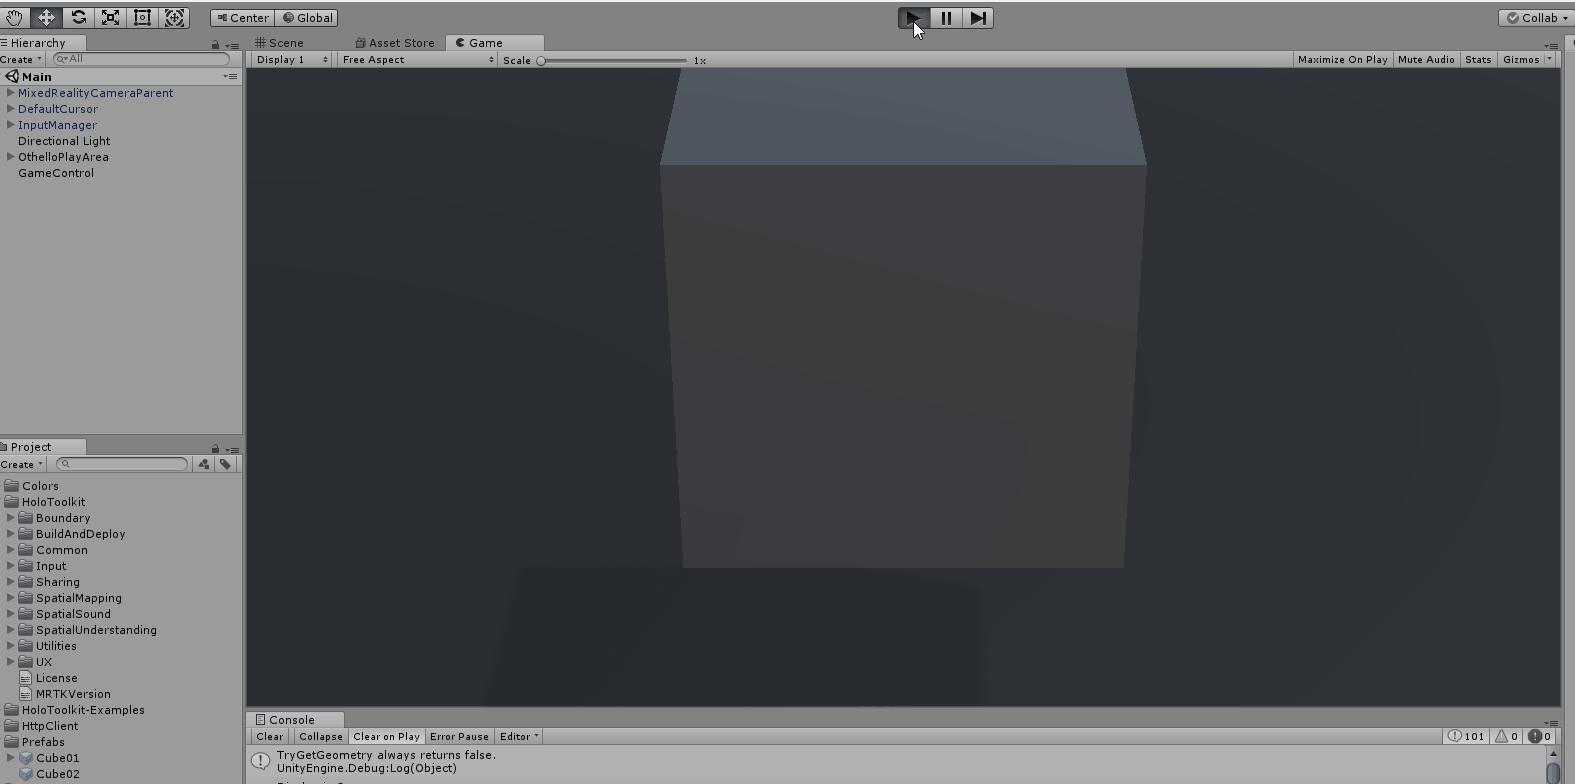 Center Global Collab
Hierarchy Scene Asset Store Game
Create All Display 1 Free Aspect Scale 1x Maximize On Play Mute Audio Stats Gizmos
Main
MixedRealityCameraParent
DefaultCursor
InputManager
Directional Light
OthelloPlayArea
GameControl
Project
Create
Colors
HoloToolkit
Boundary
BuildAndDeploy
Common
Input
Sharing
SpatialMapping
SpatialSound
SpatialUnderstanding
Utilities
UX
License
MRTKVersion
HoloToolkit-Examples
HttpClient
Prefabs
Cube01
Cube02
Console
Clear Collapse Clear on Play Error Pause Editor 101 0 0
TryGetGeometry always returns false.
UnityEngine.Debug:Log(Object)